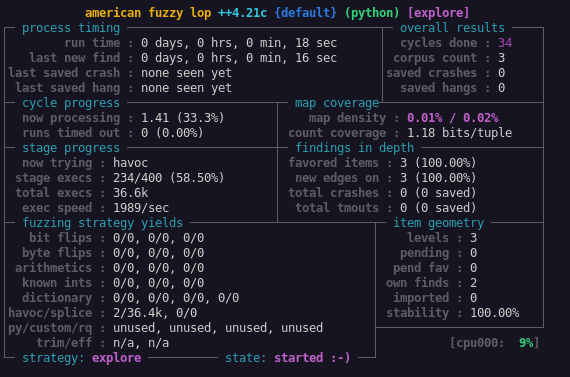 american fuzzy lop ++4.21c {default} (python) [explore]
process timing overall results
run time : 0 days, 0 hrs, 0 min, 18 sec cycles done : 34
last new find : 0 days, 0 hrs, 0 min, 16 sec corpus count : 3
last saved crash : none seen yet saved crashes : 0
last saved hang : none seen yet saved hangs : 0
cycle progress map coverage
now processing : 1.41 (33.3%) map density : 0.01% / 0.02%
runs timed out : 0 (0.00%) count coverage : 1.18 bits/tuple
stage progress findings in depth
now trying : havoc favored items : 3 (100.00%)
stage execs : 234/400 (58.50%) new edges on : 3 (100.00%)
total execs : 36.6k total crashes : 0 (0 saved)
exec speed : 1989/sec total tmouts : 0 (0 saved)
fuzzing strategy yields item geometry
bit flips : 0/0, 0/0, 0/0 levels : 3
byte flips : 0/0, 0/0, 0/0 pending : 0
arithmetics : 0/0, 0/0, 0/0 pend fav : 0
known ints : 0/0, 0/0, 0/0 own finds : 2
dictionary : 0/0, 0/0, 0/0, 0/0 imported : 0
havoc/splice : 2/36.4k, 0/0 stability : 100.00%
py/custom/rq : unused, unused, unused, unused
trim/eff : n/a, n/a [cpu000: 9%]
strategy: explore state: started :-)